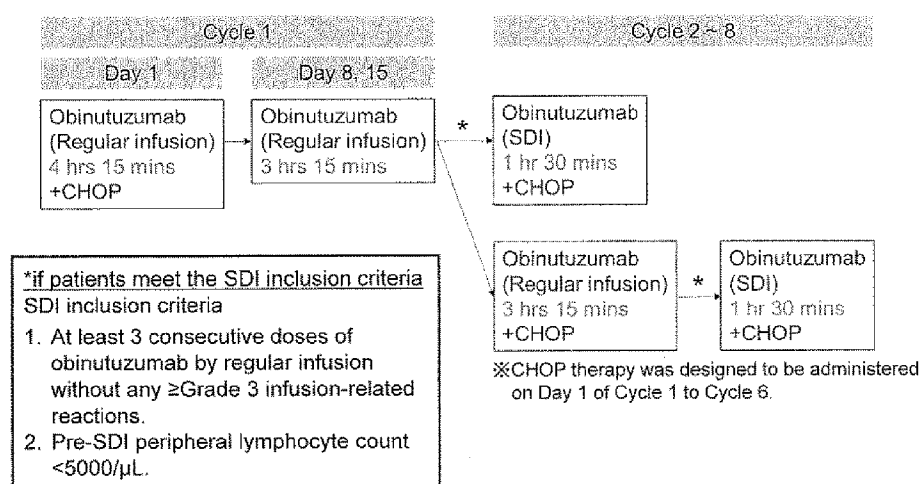 Cycle 1
Cycle 2 ~ 8
Day 1
Day 8, 15
Obinutuzumab
(Regular infusion)
4 hrs 15 mins
+CHOP
Obinutuzumab
(Regular infusion)
3 hrs 15 mins
*
Obinutuzumab
(SDI)
1 hr 30 mins
+CHOP
Obinutuzumab
(Regular infusion)
3 hrs 15 mins
+CHOP
*
Obinutuzumab
(SDI)
1 hr 30 mins
+CHOP
※CHOP therapy was designed to be administered
on Day 1 of Cycle 1 to Cycle 6.
*if patients meet the SDI inclusion criteria
SDI inclusion criteria
1. At least 3 consecutive doses of
obinutuzumab by regular infusion
without any ≥Grade 3 infusion-related
reactions.
2. Pre-SDI peripheral lymphocyte count
<5000/µL.